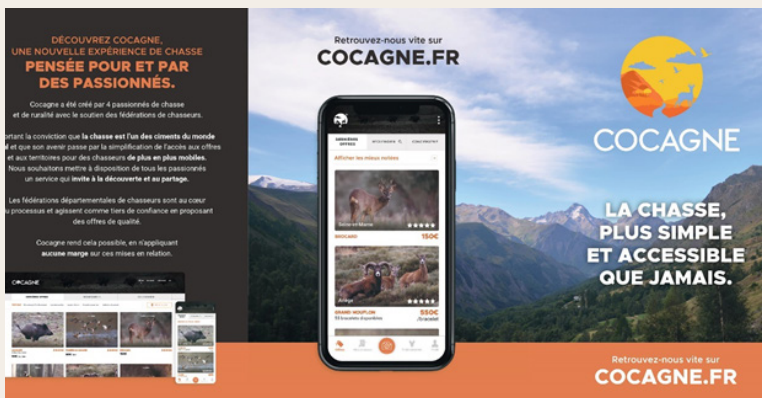 DÉCOUVREZ COCAGNE,
UNE NOUVELLE EXPÉRIENCE DE CHASSE
PENSÉE POUR ET PAR
DES PASSIONNÉS.
Cocagne a été créé par 4 passionnés de chasse
et de ruralité avec le soutien des fédérations de chasseurs.
ortant la conviction que la chasse est l'un des ciments du monde
et que son avenir passe par la simplification de l'accès aux offres
et aux territoires pour des chasseurs de plus en plus mobiles.
Nous souhaitons mettre à disposition de tous les passionnés
un service qui invite à la découverte et au partage.
Les fédérations départementales de chasseurs sont au cœur
u processus et agissent comme tiers de confiance en proposant
des offres de qualité.
Cocagne rend cela possible, en n'appliquant
aucune marge sur ces mises en relation.
COCAGNE
Retrouvez-nous vite sur
COCAGNE.FR
DERNIÈRES
OFFRES
Afficher les mieux notées
Seine-et-Marne
BROCARD 150€
Ariège
GRAND MOUFLON 550€
COCAGNE
LA CHASSE,
PLUS SIMPLE
ET ACCESSIBLE
QUE JAMAIS.
Retrouvez-nous vite sur
COCAGNE.FR